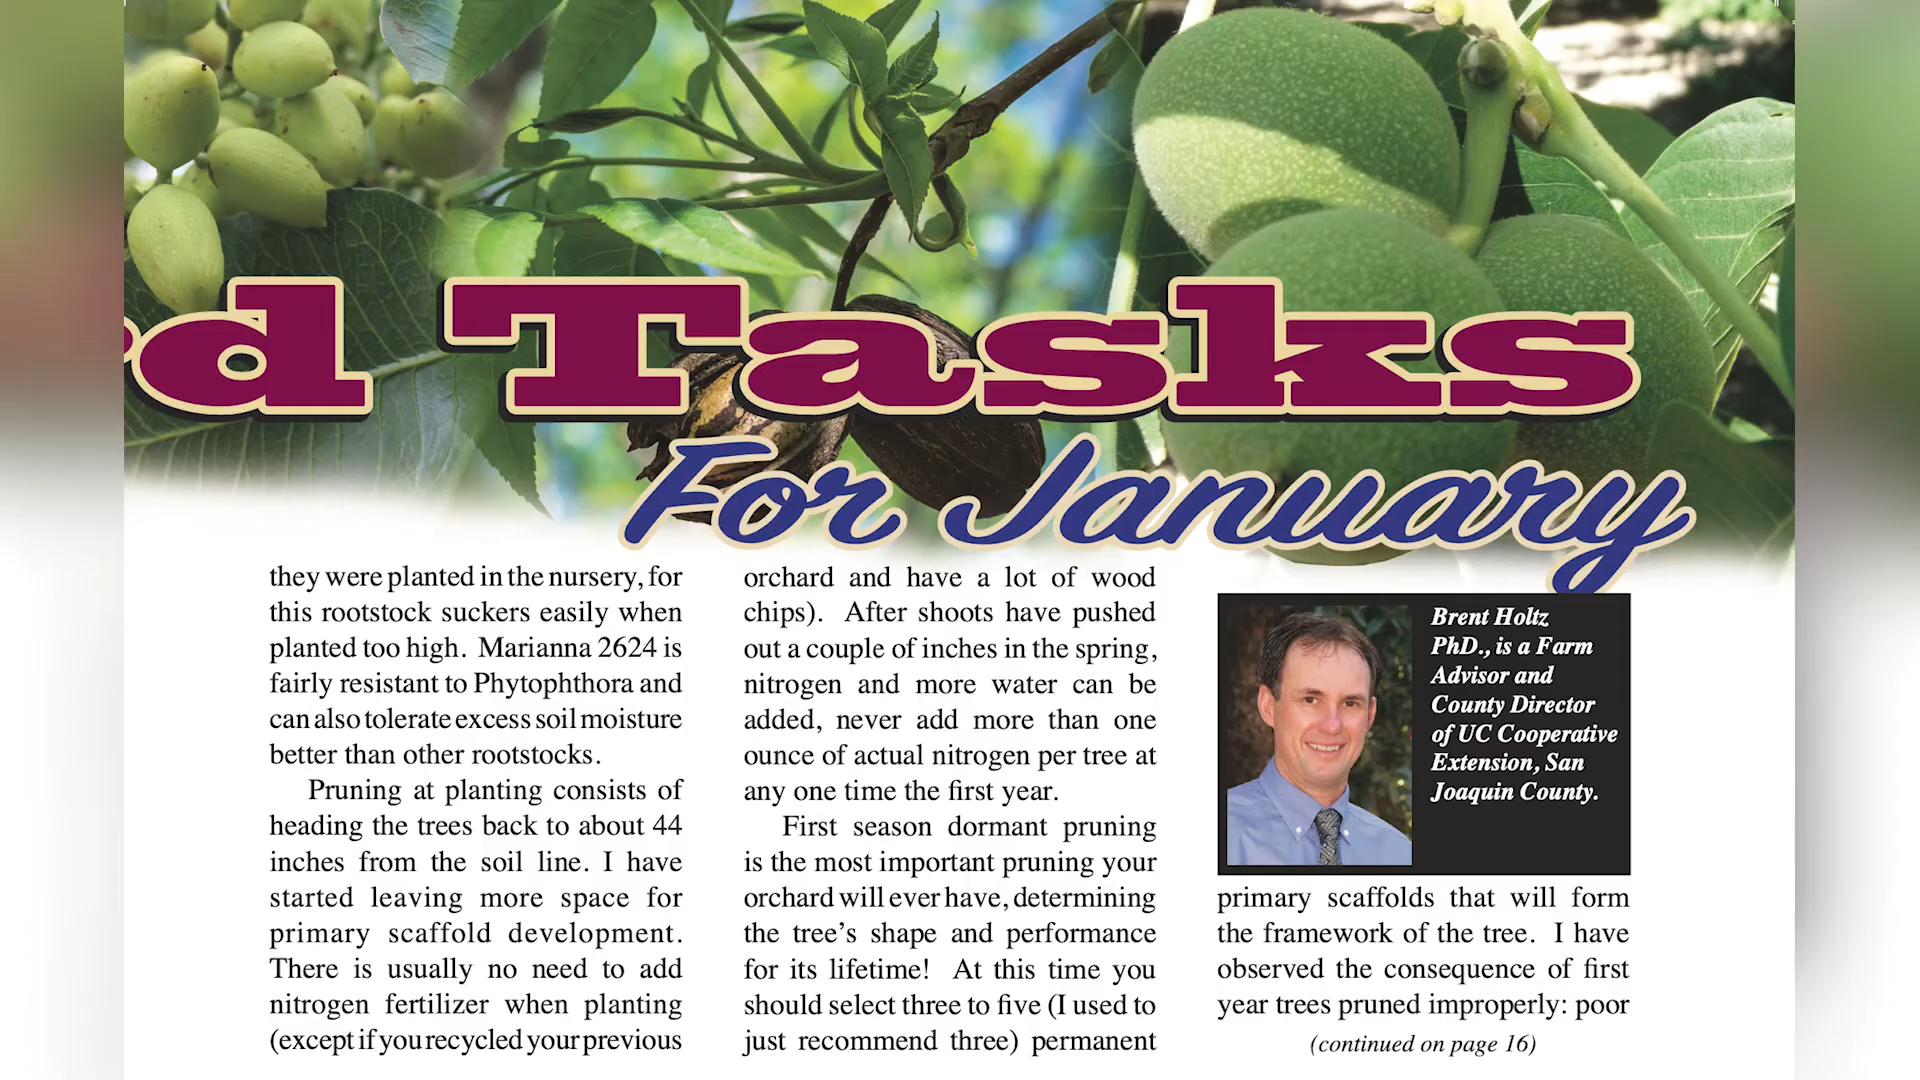 d Tasks
For January
they were planted in the nursery, for
this rootstock suckers easily when
planted too high. Marianna 2624 is
fairly resistant to Phytophthora and
can also tolerate excess soil moisture
better than other rootstocks.
Pruning at planting consists of
heading the trees back to about 44
inches from the soil line. I have
started leaving more space for
primary scaffold development.
There is usually no need to add
nitrogen fertilizer when planting
(except if you recycled your previous
orchard and have a lot of wood
chips). After shoots have pushed
out a couple of inches in the spring,
nitrogen and more water can be
added, never add more than one
ounce of actual nitrogen per tree at
any one time the first year.
First season dormant pruning
is the most important pruning your
orchard will ever have, determining
the tree's shape and performance
for its lifetime! At this time you
should select three to five (I used to
just recommend three) permanent
Brent Holtz
PhD., is a Farm
Advisor and
County Director
of UC Cooperative
Extension, San
Joaquin County.
primary scaffolds that will form
the framework of the tree. I have
observed the consequence of first
year trees pruned improperly: poor
(continued on page 16)